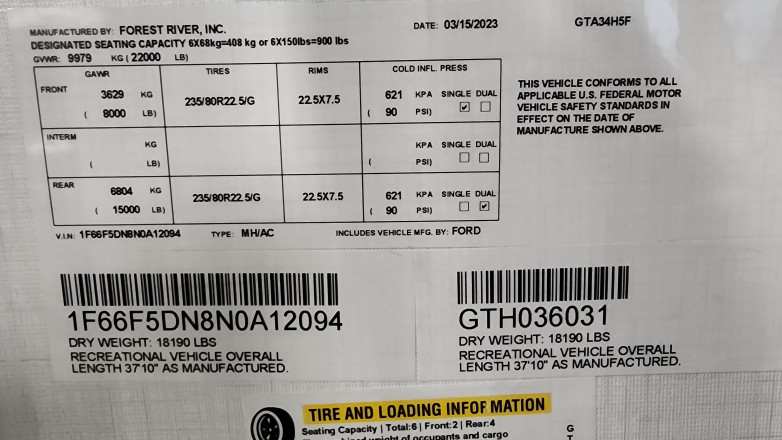 MANUFACTURED BY: FOREST RIVER, INC. DATE: 03/15/2023 GTA34H5F
DESIGNATED SEATING CAPACITY 6X68kg=408 kg or 6X150lbs=900 lbs
GVWR: 9979 KG ( 22000 LB)
GAWR TIRES RIMS COLD INFL. PRESS
FRONT 3629 KG 235/80R22.5/G 22.5X7.5 621 KPA SINGLE DUAL
( 8000 LB) ( 90 PSI) ☑ ☐
INTERM KG KPA SINGLE DUAL
( LB) ( PSI) ☐ ☐
REAR 6804 KG 235/80R22.5/G 22.5X7.5 621 KPA SINGLE DUAL
( 15000 LB) ( 90 PSI) ☐ ☑
THIS VEHICLE CONFORMS TO ALL
APPLICABLE U.S. FEDERAL MOTOR
VEHICLE SAFETY STANDARDS IN
EFFECT ON THE DATE OF
MANUFACTURE SHOWN ABOVE.
V.I.N: 1F66F5DN8N0A12094 TYPE: MH/AC INCLUDES VEHICLE MFG. BY: FORD
1F66F5DN8N0A12094
DRY WEIGHT: 18190 LBS
RECREATIONAL VEHICLE OVERALL
LENGTH 37'10" AS MANUFACTURED.
GTH036031
DRY WEIGHT: 18190 LBS
RECREATIONAL VEHICLE OVERALL
LENGTH 37'10" AS MANUFACTURED.
TIRE AND LOADING INFORMATION
Seating Capacity | Total:6 | Front:2 | Rear:4
weight of occupants and cargo
G
T